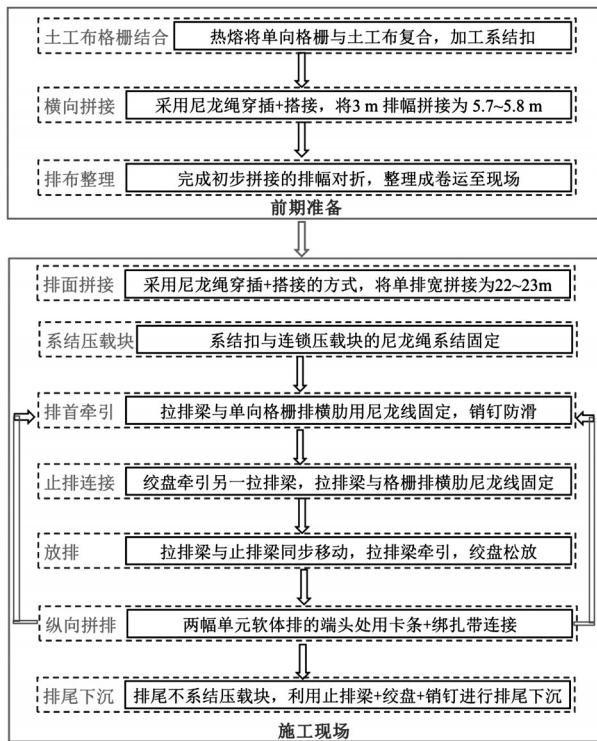 土工布格栅结合 热熔将单向格栅与土工布复合，加工系结扣
横向拼接 采用尼龙绳穿插+搭接，将3 m 排幅拼接为 5.7~5.8 m
排布整理 完成初步拼接的排幅对折，整理成卷运至现场
前期准备
排面拼接 采用尼龙绳穿插+搭接的方式，将单排宽拼接为22~23m
系结压载块 系结扣与连锁压载块的尼龙绳系结固定
排首牵引 拉排梁与单向格栅排横肋用尼龙线固定，销钉防滑
止排连接 绞盘牵引另一拉排梁，拉排梁与格栅排横肋尼龙线固定
放排 拉排梁与止排梁同步移动，拉排梁牵引，绞盘松放
纵向拼排 两幅单元软体排的端头处用卡条+绑扎带连接
排尾下沉 排尾不系结压载块，利用止排梁+绞盘+销钉进行排尾下沉
施工现场